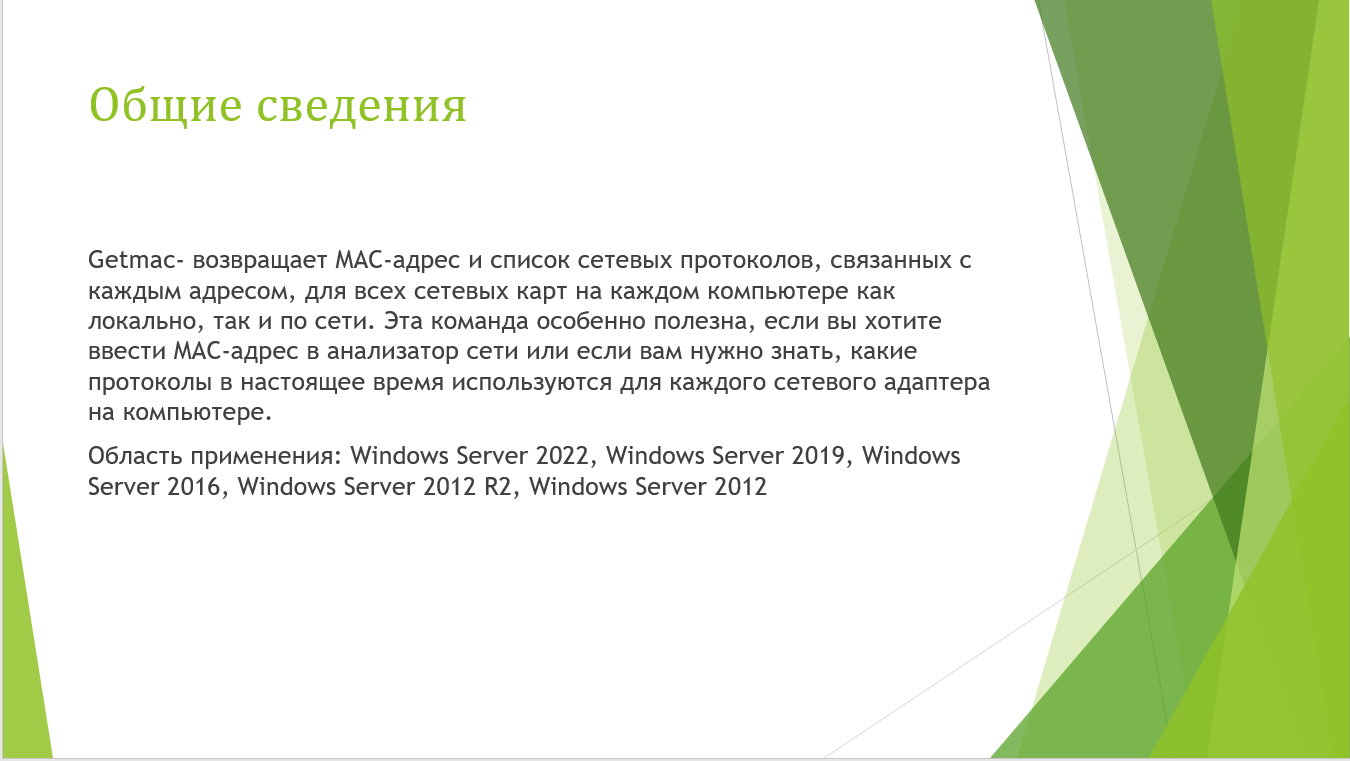 Общие сведения
Getmac- возвращает MAC-адрес и список сетевых протоколов, связанных с
каждым адресом, для всех сетевых карт на каждом компьютере как
локально, так и по сети. Эта команда особенно полезна, если вы хотите
ввести MAC-адрес в анализатор сети или если вам нужно знать, какие
протоколы в настоящее время используются для каждого сетевого адаптера
на компьютере.
Область применения: Windows Server 2022, Windows Server 2019, Windows
Server 2016, Windows Server 2012 R2, Windows Server 2012